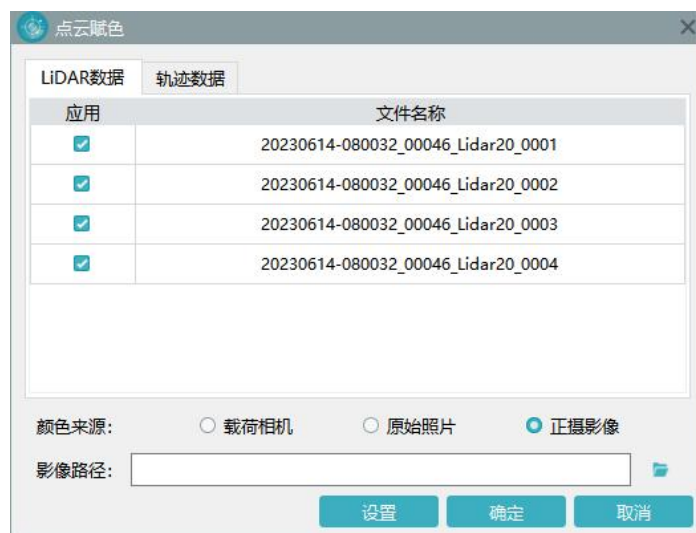 点云赋色
LiDAR数据 轨迹数据
应用 文件名称
20230614-080032_00046_Lidar20_0001
20230614-080032_00046_Lidar20_0002
20230614-080032_00046_Lidar20_0003
20230614-080032_00046_Lidar20_0004
颜色来源： 载荷相机 原始照片 正摄影像
影像路径：
设置 确定 取消